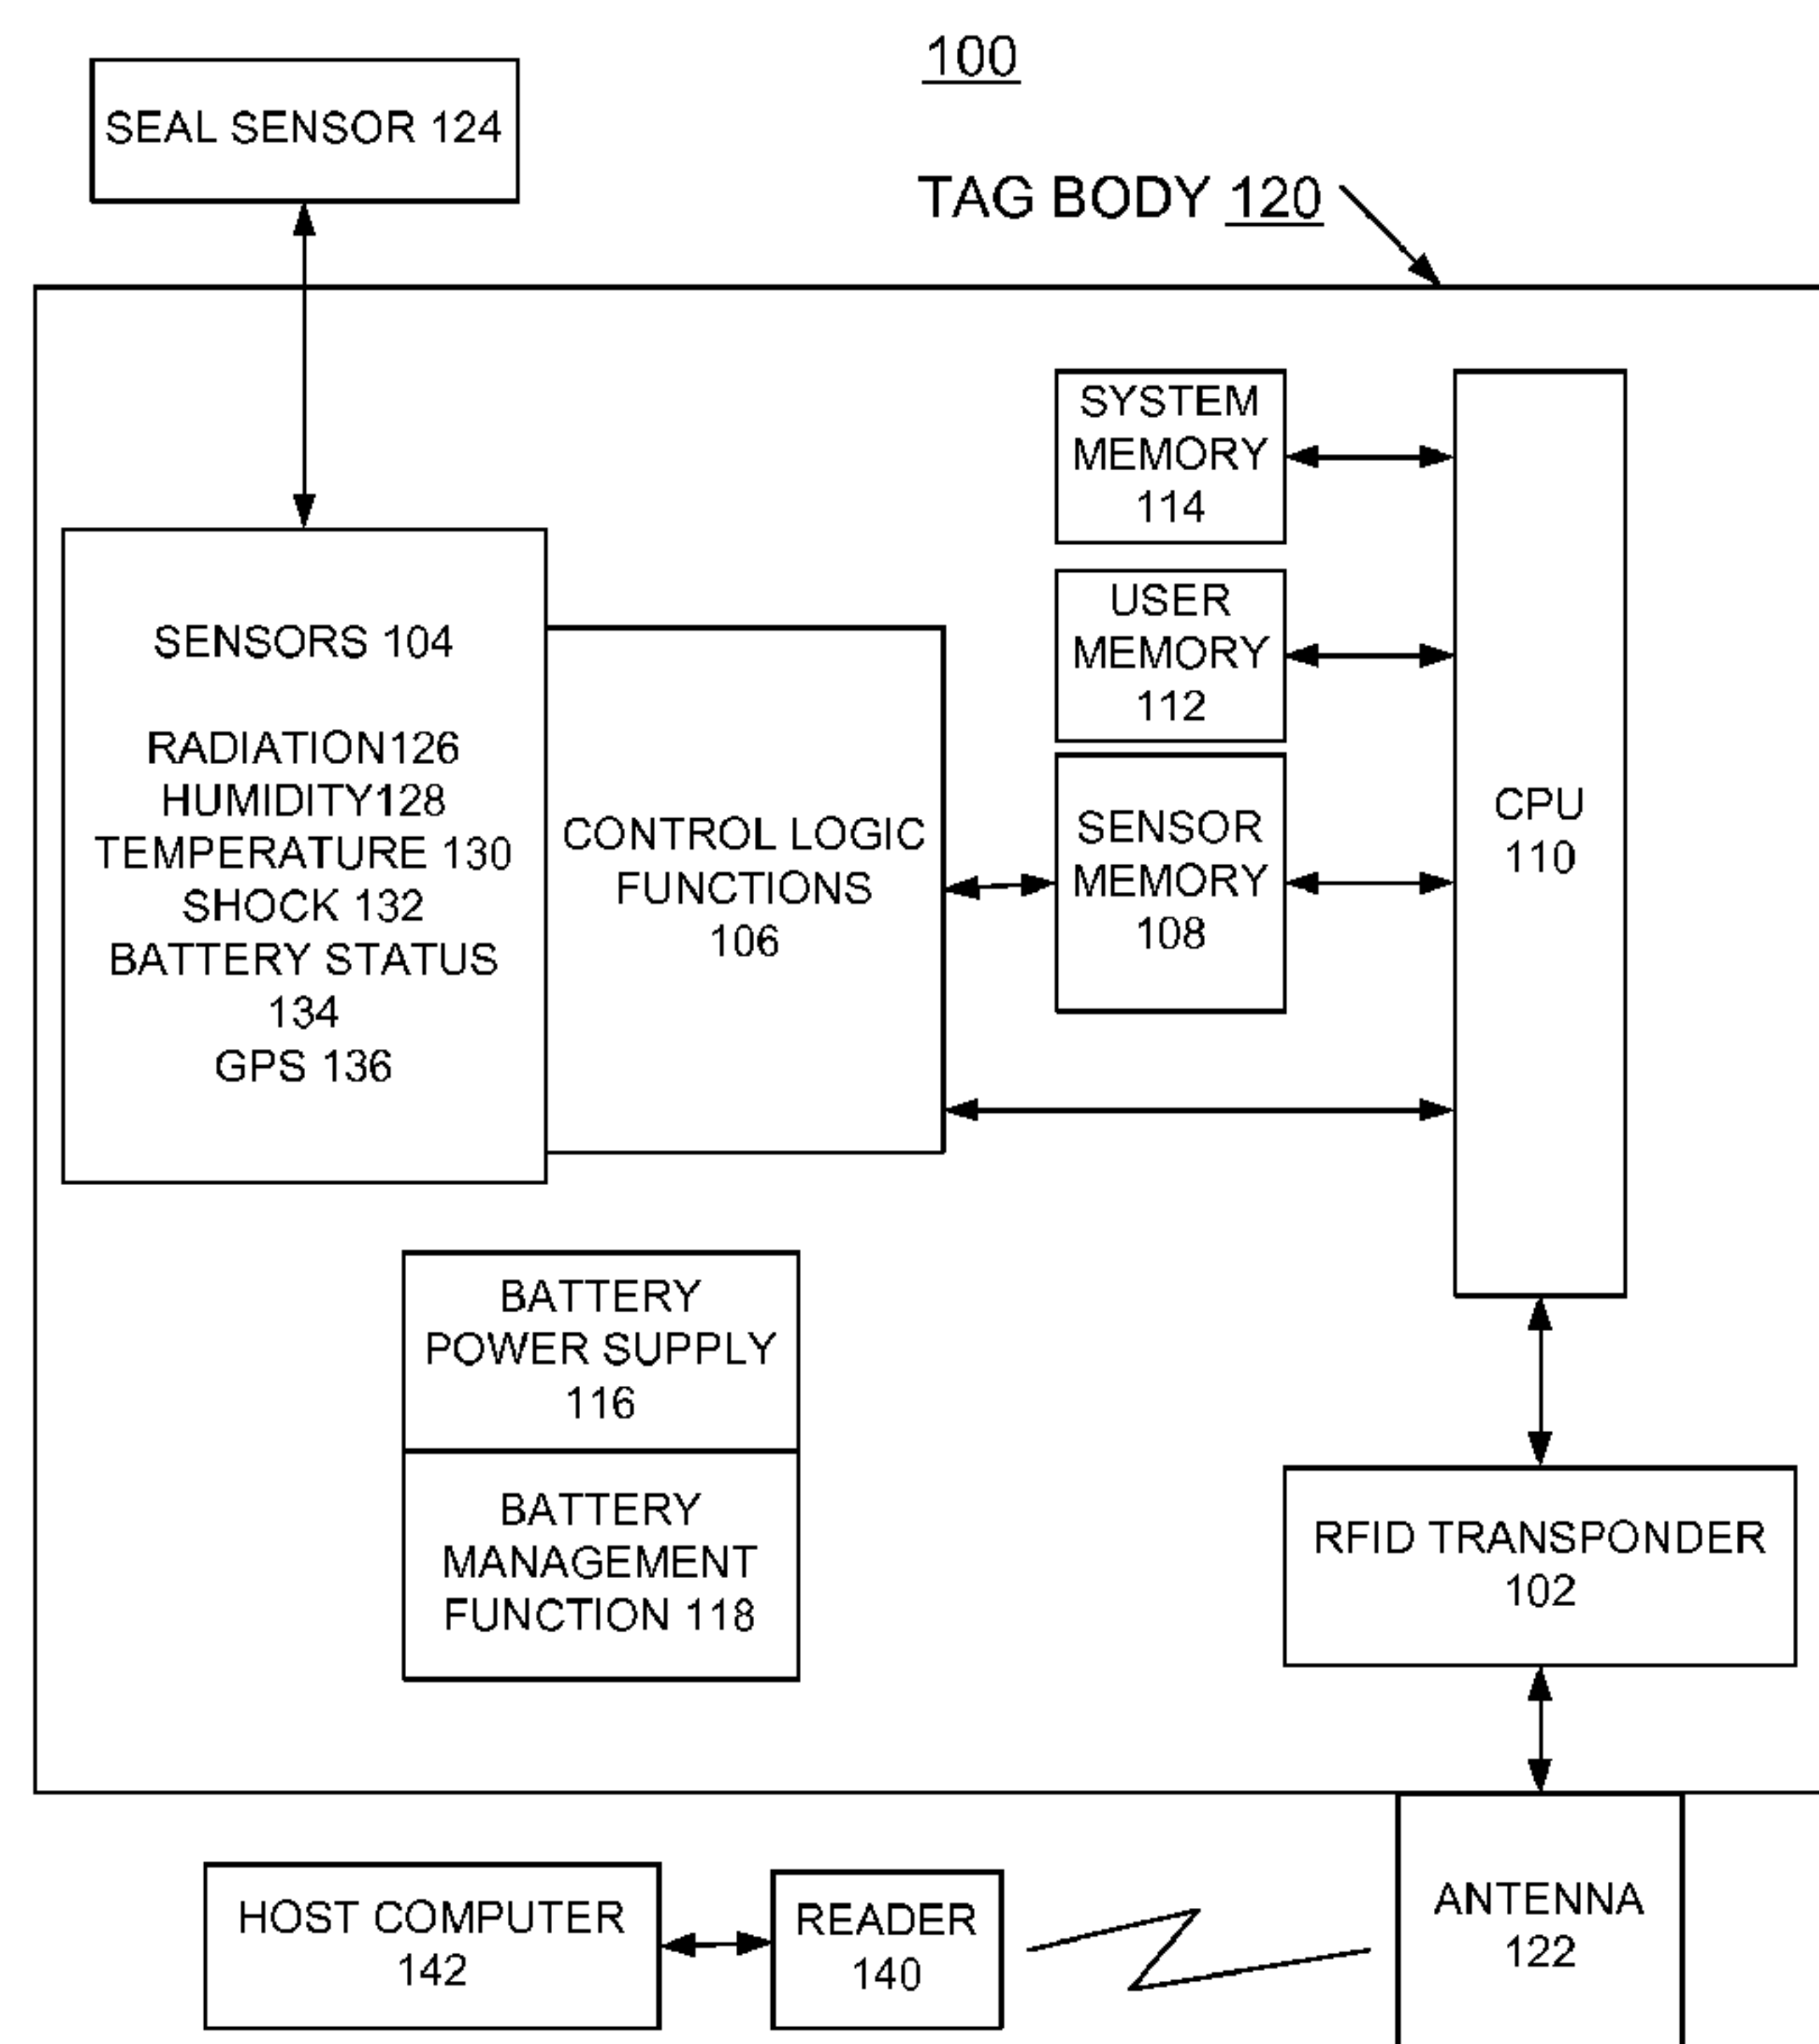 100
SEAL SENSOR 124
TAG BODY 120
SYSTEM
MEMORY
114
USER
MEMORY
112
SENSORS 104
RADIATION126
HUMIDITY128
TEMPERATURE 130
SHOCK 132
BATTERY STATUS
134
GPS 136
CONTROL LOGIC
FUNCTIONS
106
SENSOR
MEMORY
108
CPU
110
BATTERY
POWER SUPPLY
116
BATTERY
MANAGEMENT
FUNCTION 118
RFID TRANSPONDER
102
HOST COMPUTER
142
READER
140
ANTENNA
122